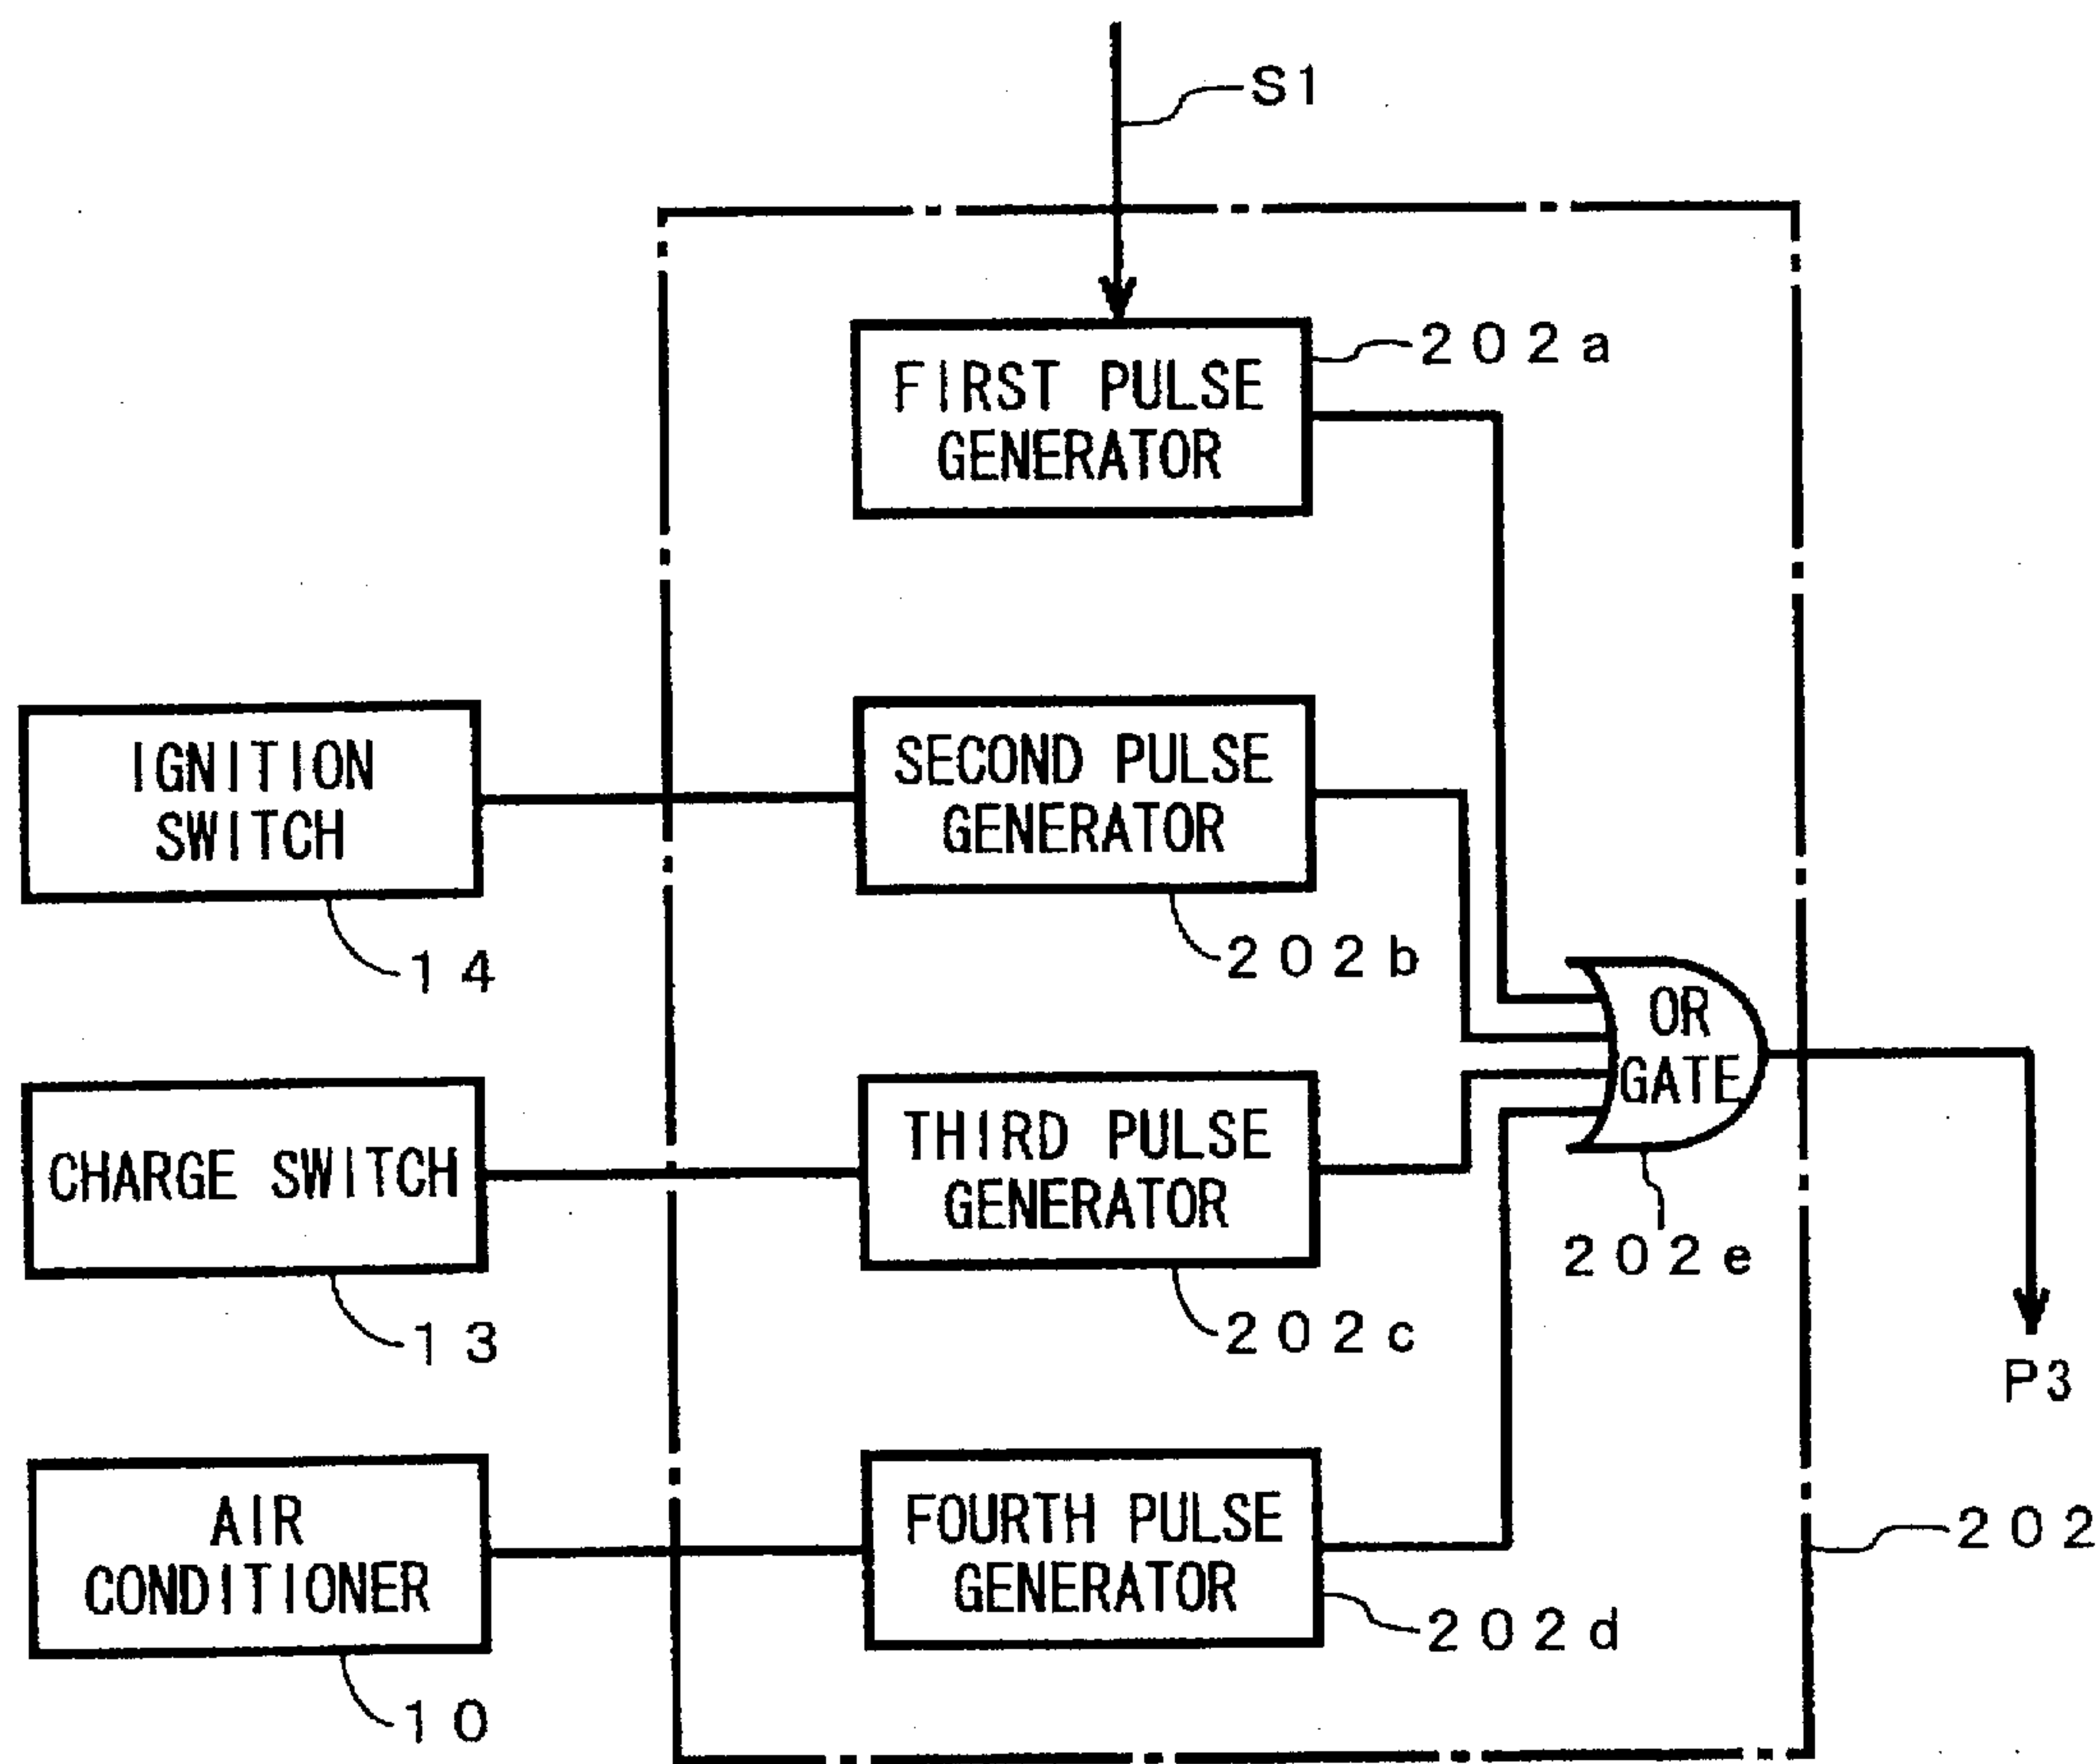 S1
202a
FIRST PULSE
GENERATOR
IGNITION
SWITCH
14
SECOND PULSE
GENERATOR
202b
OR
GATE
202e
CHARGE SWITCH
13
THIRD PULSE
GENERATOR
202c
P3
AIR
CONDITIONER
10
FOURTH PULSE
GENERATOR
202d
202